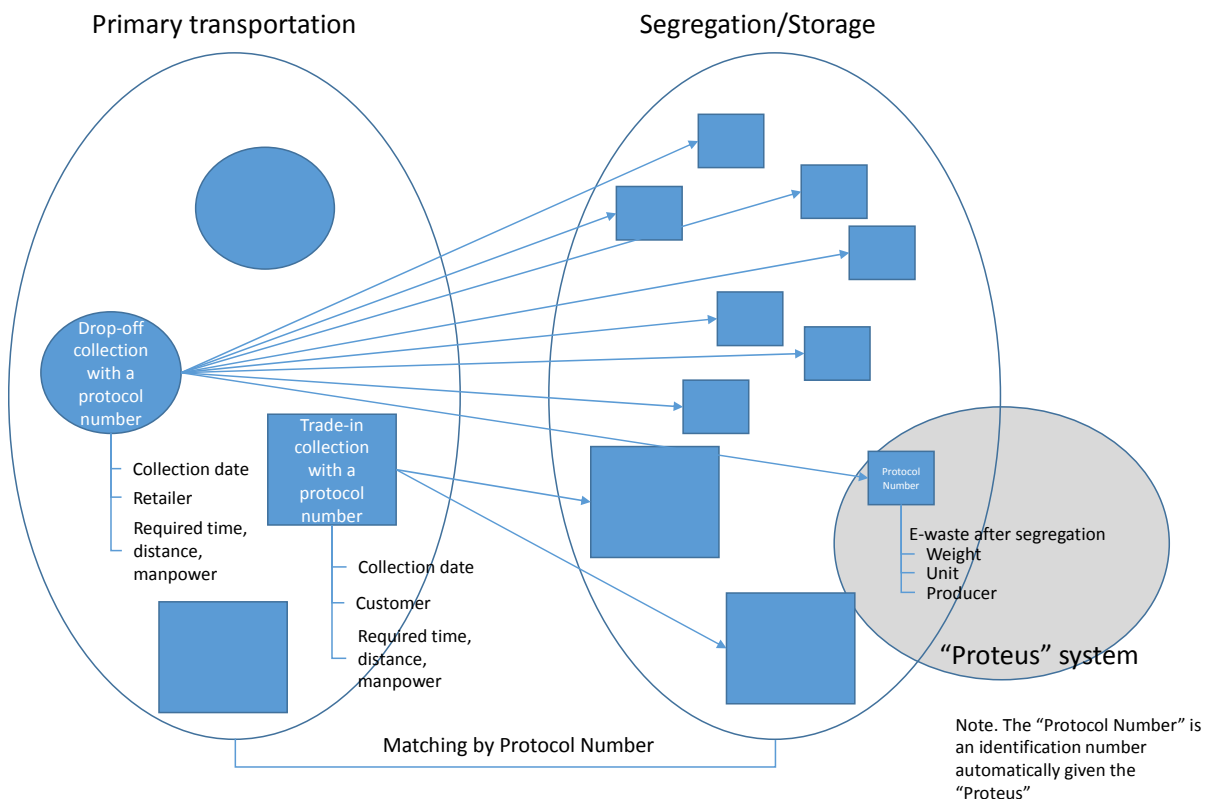 Primary transportation
Segregation/Storage
Drop-off
collection
with a
protocol
number
Collection date
Retailer
Required time,
distance,
manpower
Trade-in
collection
with a
protocol
number
Collection date
Customer
Required time,
distance,
manpower
Protocol
Number
E-waste after segregation
Weight
Unit
Producer
“Proteus” system
Matching by Protocol Number
Note. The “Protocol Number” is
an identification number
automatically given the
“Proteus”